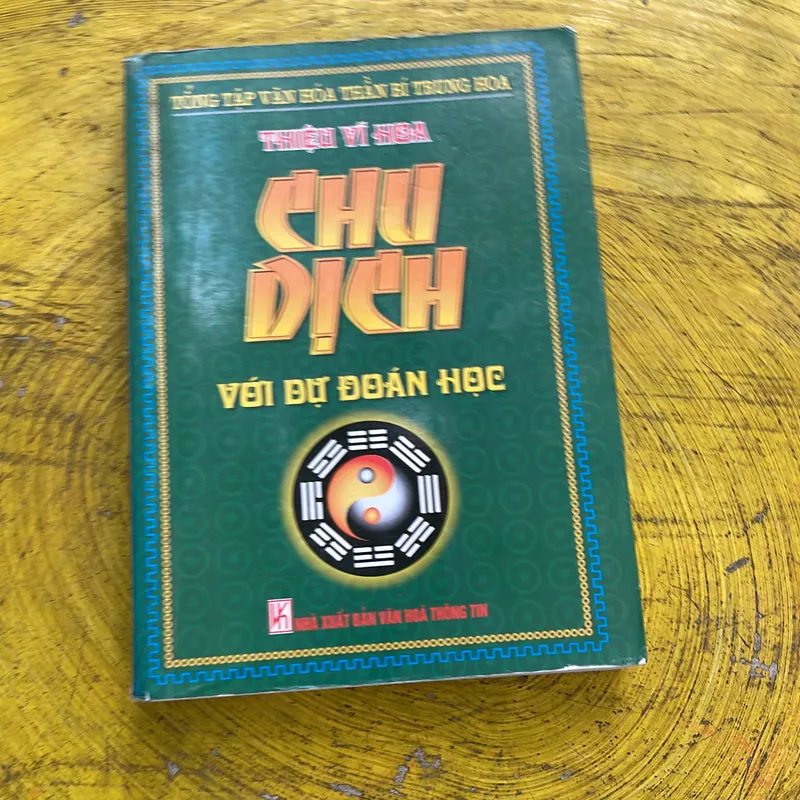 TỔNG TẬP VĂN HÓA THẦN BÍ TRUNG HOA
THIỆU VĨ HOA
CHU
DỊCH
VỚI DỰ ĐOÁN HỌC
NHÀ XUẤT BẢN VĂN HOÁ THÔNG TIN